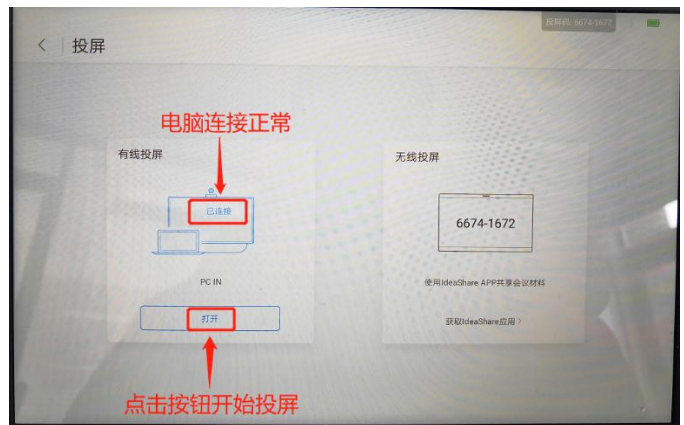 投屏码: 6674-1672
投屏
电脑连接正常
有线投屏
已连接
PC IN
打开
点击按钮开始投屏
无线投屏
6674-1672
使用IdeaShare APP共享会议材料
获取IdeaShare应用>